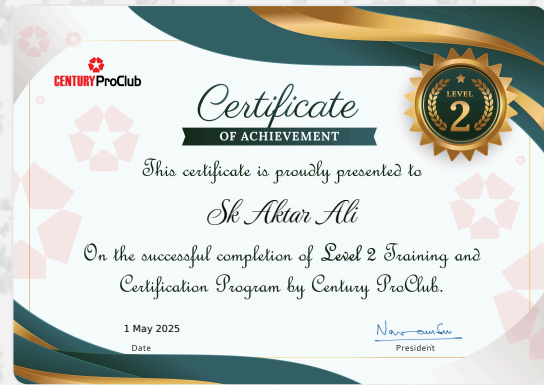 CENTURY ProClub
LEVEL
2
Certificate
OF ACHIEVEMENT
This certificate is proudly presented to
Sk Aktar Ali
On the successful completion of Level 2 Training and
Certification Program by Century ProClub.
1 May 2025
Date
President